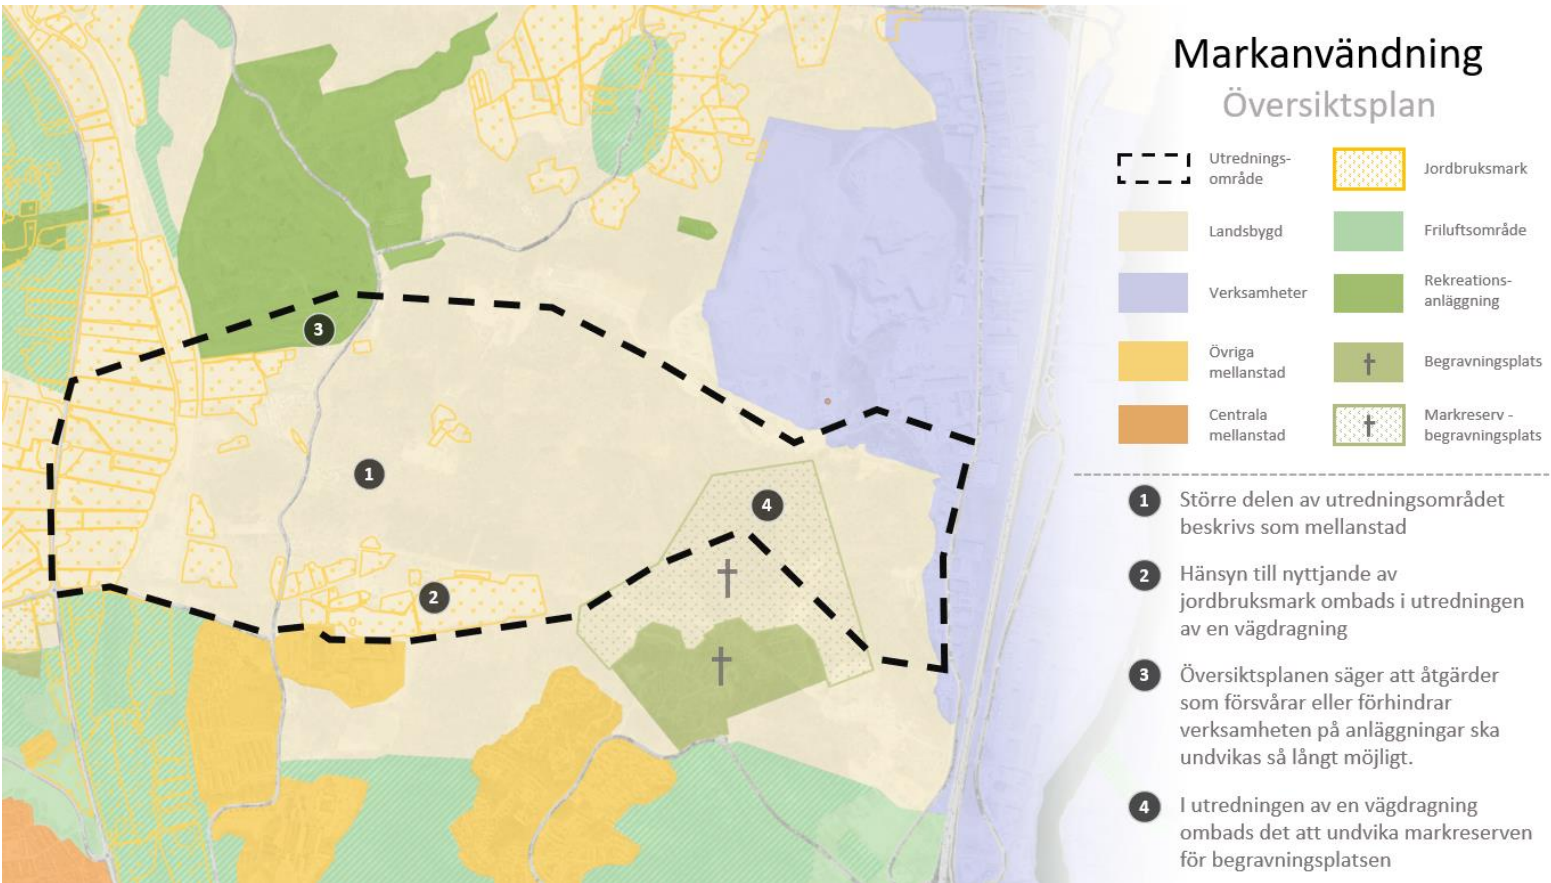 Markanvändning
Översiktsplan
Utrednings-
område
Jordbruksmark
Landsbygd
Friluftsområde
Verksamheter
Rekreations-
anläggning
Övriga
mellanstad
Begravningsplats
Centrala
mellanstad
Markreserv -
begravningsplats
1 Större delen av utredningsområdet
beskrivs som mellanstad
2 Hänsyn till nyttjande av
jordbruksmark ombads i utredningen
av en vägdragning
3 Översiktsplanen säger att åtgärder
som försvårar eller förhindrar
verksamheten på anläggningar ska
undvikas så långt möjligt.
4 I utredningen av en vägdragning
ombads det att undvika markreserven
för begravningsplatsen
3
1
4
2